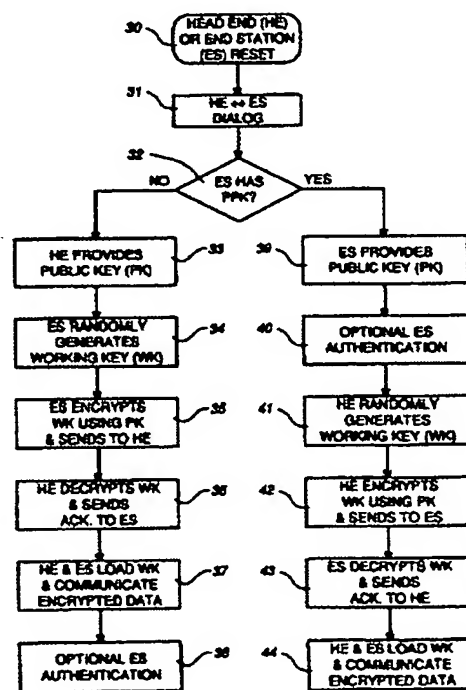 30
HEAD END (HE)
OR END STATION
(ES) RESET
31
HE ↔ ES
DIALOG
32
ES HAS
PPK?
NO
YES
33
HE PROVIDES
PUBLIC KEY (PK)
34
ES RANDOMLY
GENERATES
WORKING KEY (WK)
35
ES ENCRYPTS
WK USING PK
& SENDS TO HE
36
HE DECRYPTS WK
& SENDS
ACK. TO ES
37
HE & ES LOAD WK
& COMMUNICATE
ENCRYPTED DATA
38
OPTIONAL ES
AUTHENTICATION
39
ES PROVIDES
PUBLIC KEY (PK)
40
OPTIONAL ES
AUTHENTICATION
41
HE RANDOMLY
GENERATES
WORKING KEY (WK)
42
HE ENCRYPTS
WK USING PK
& SENDS TO ES
43
ES DECRYPTS WK
& SENDS
ACK. TO HE
44
HE & ES LOAD WK
& COMMUNICATE
ENCRYPTED DATA